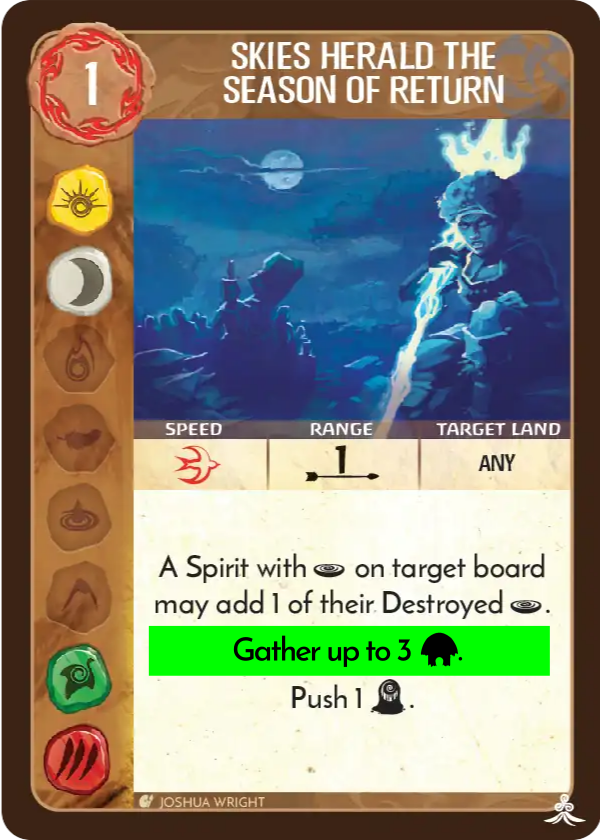 1
SKIES HERALD THE
SEASON OF RETURN
SPEED RANGE TARGET LAND
1 ANY
A Spirit with on target board
may add 1 of their Destroyed .
Gather up to 3 .
Push 1 .
JOSHUA WRIGHT